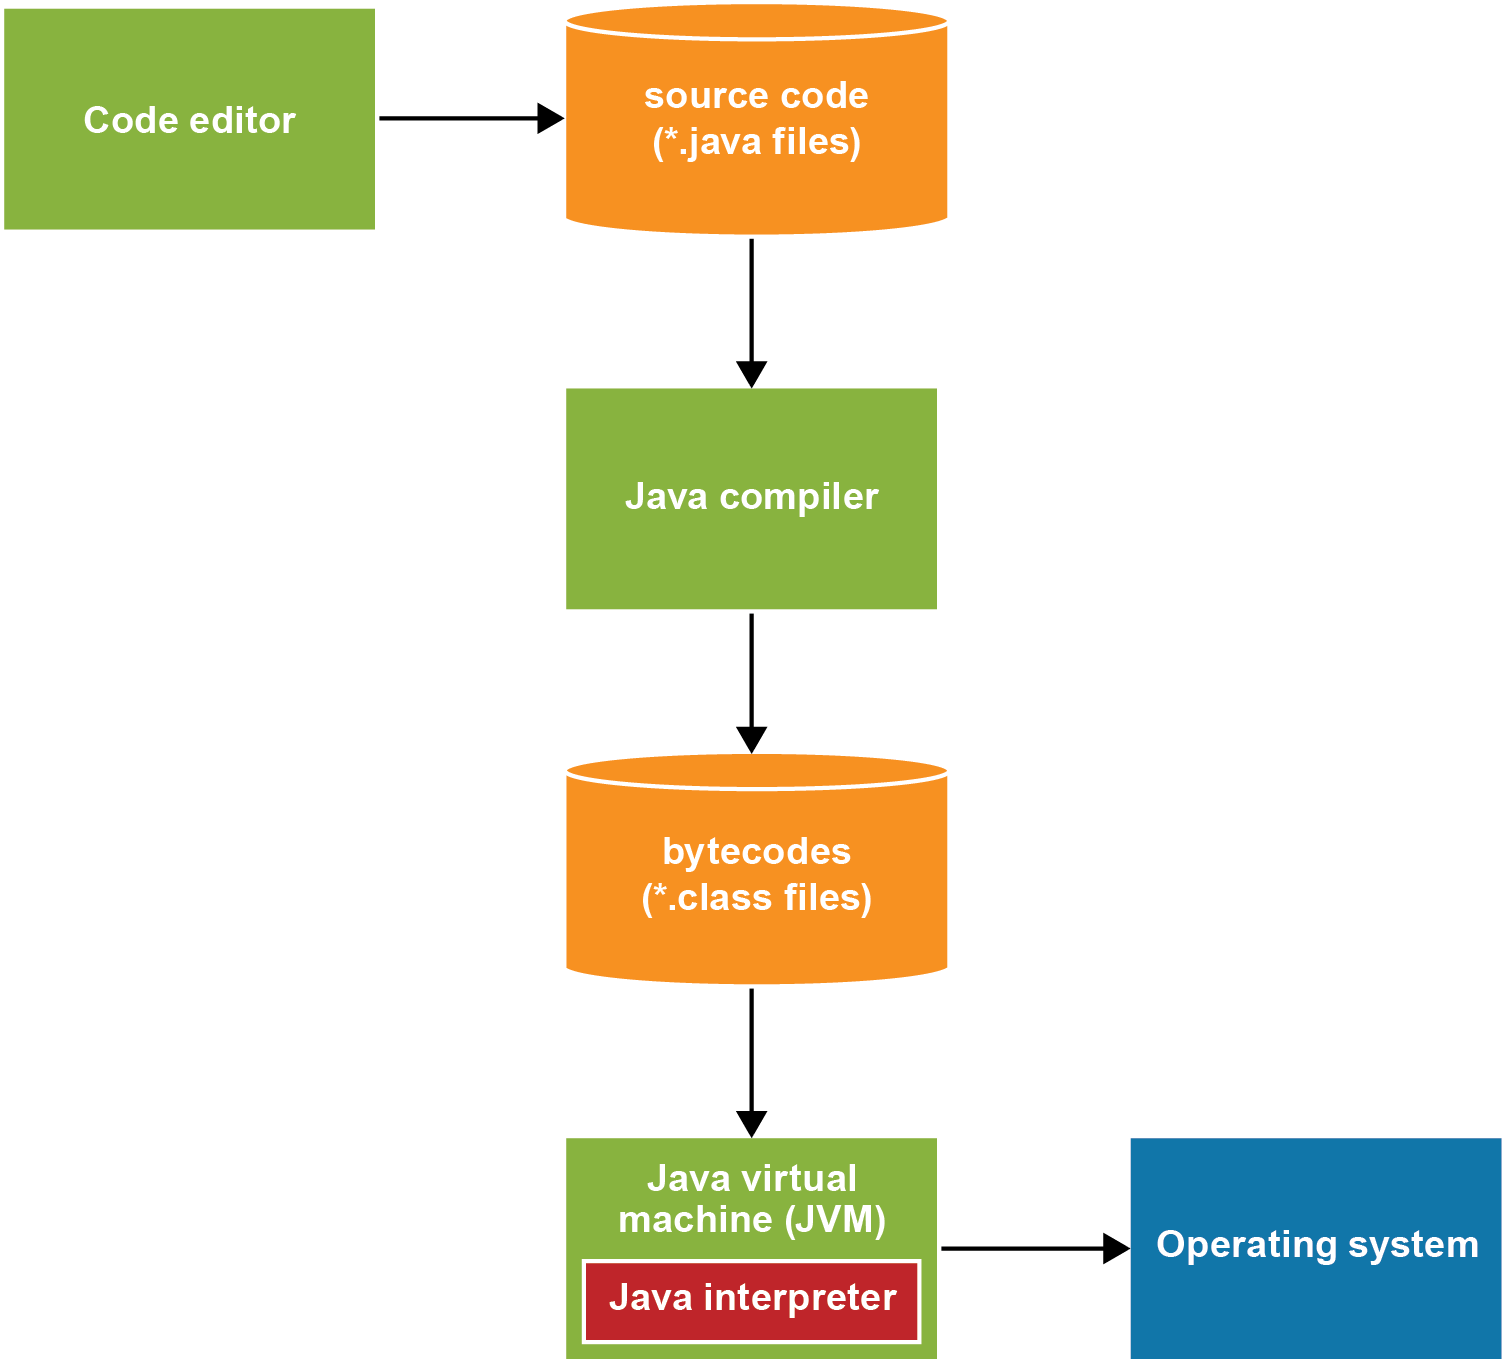 Code editor
source code
(*.java files)
Java compiler
bytecodes
(*.class files)
Java virtual
machine (JVM)
Java interpreter
Operating system